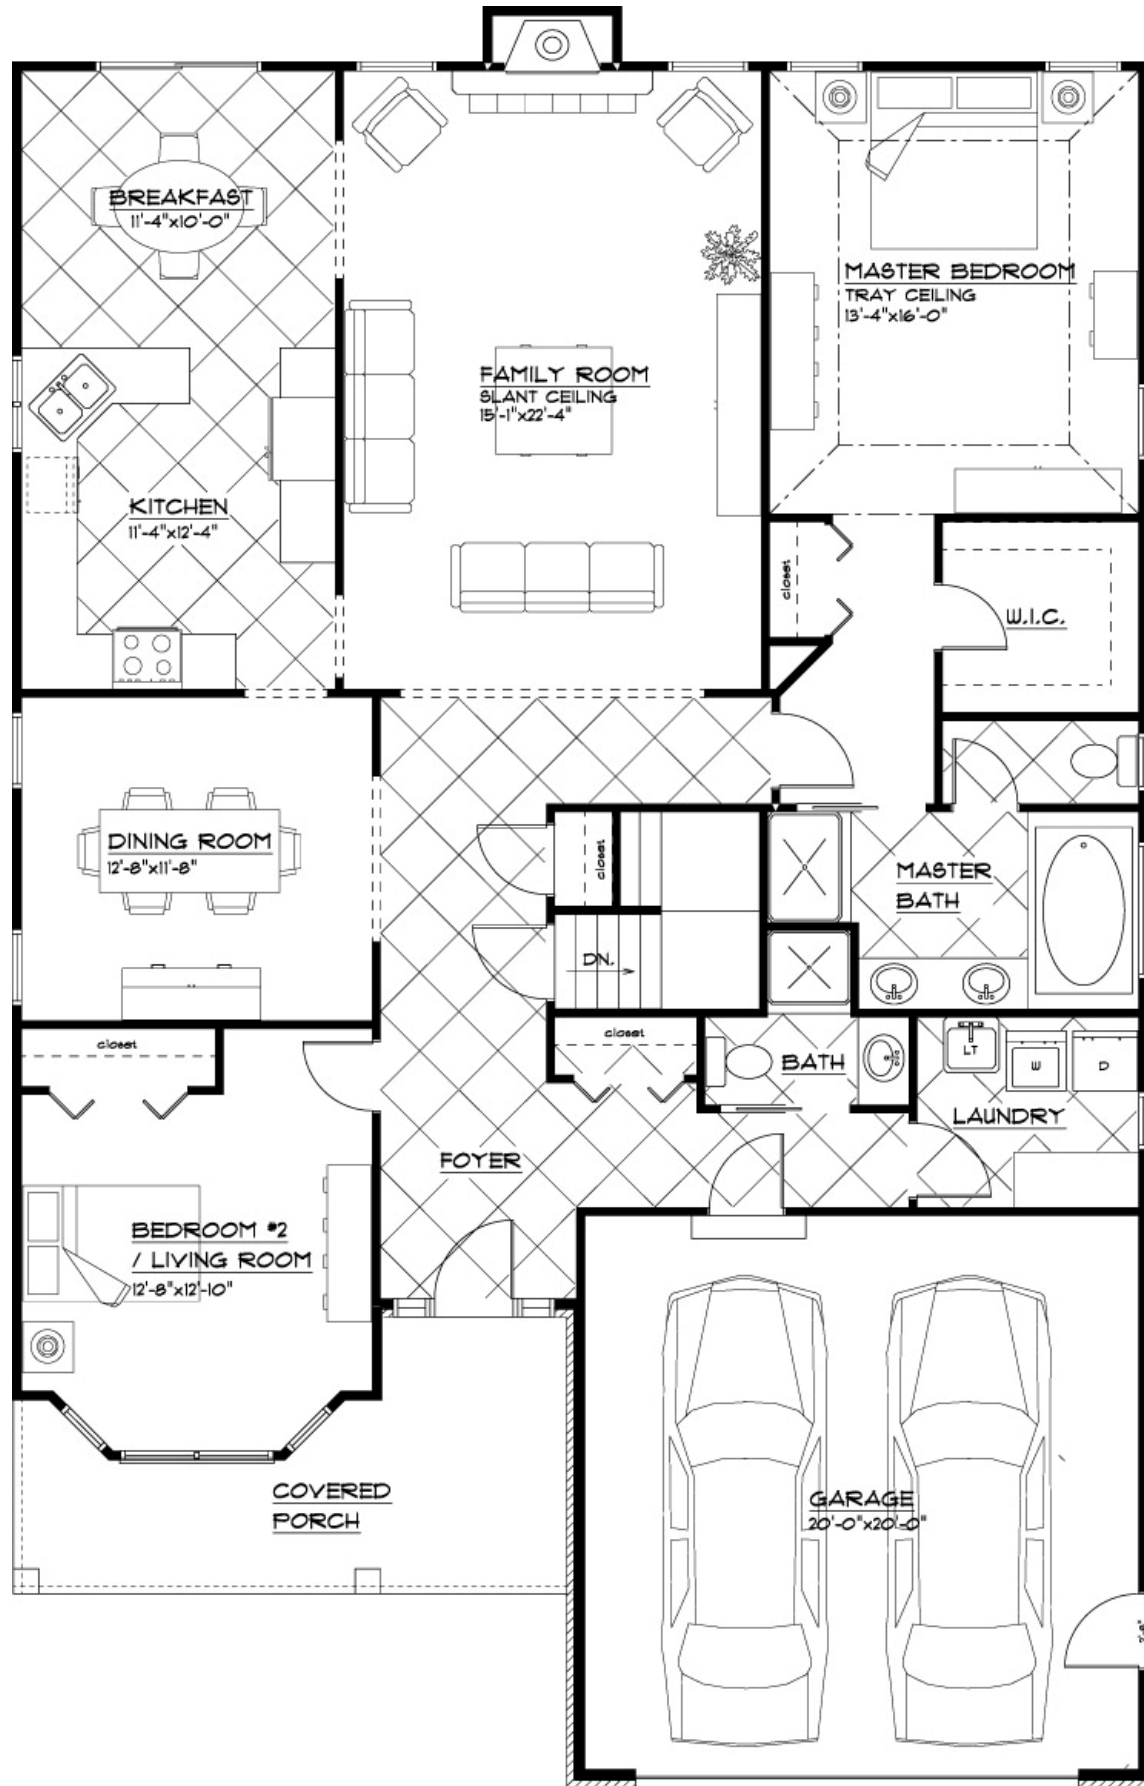 BREAKFAST
11'-4"x10'-0"
MASTER BEDROOM
TRAY CEILING
13'-4"x16'-0"
FAMILY ROOM
SLANT CEILING
15'-1"x22'-4"
KITCHEN
11'-4"x12'-4"
closet
W.I.C.
DINING ROOM
12'-8"x11'-8"
closet
MASTER
BATH
DN.
closet
closet
BATH
LT
W
D
LAUNDRY
FOYER
BEDROOM #2
/ LIVING ROOM
12'-8"x12'-10"
COVERED
PORCH
GARAGE
20'-0"x20'-0"